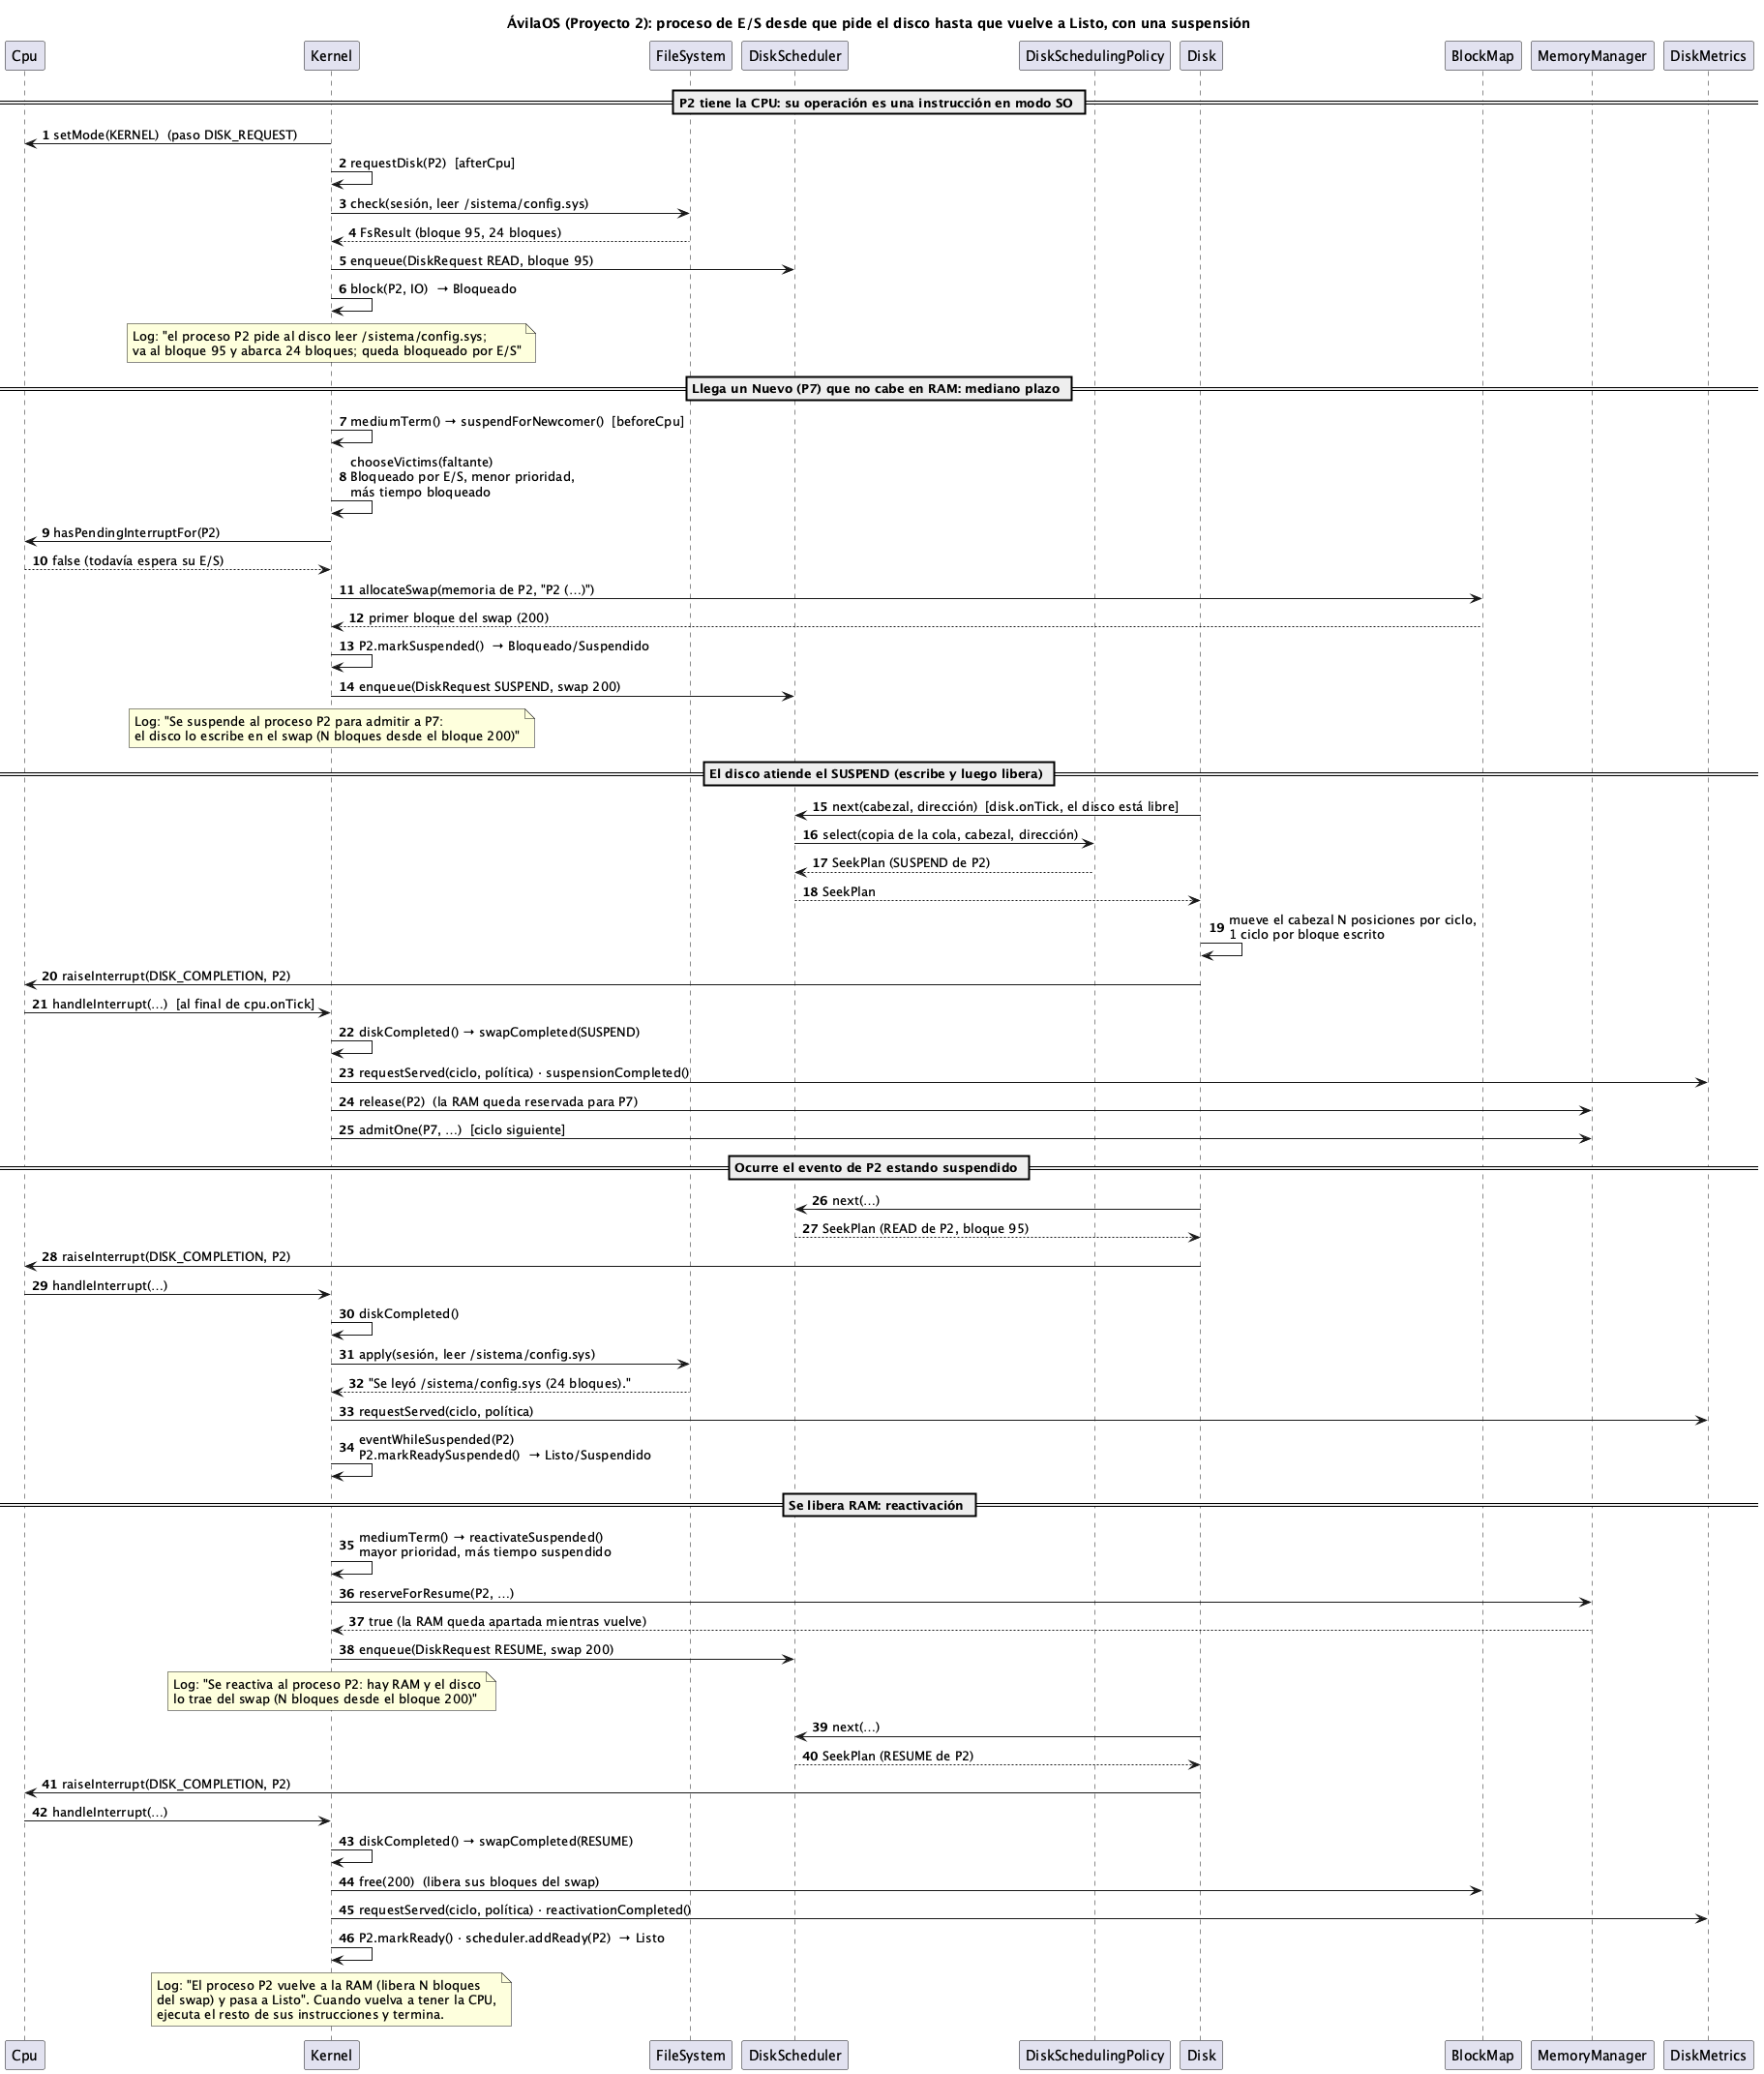 ÁvilaOS (Proyecto 2): proceso de E/S desde que pide el disco hasta que vuelve a Listo, con una suspensión
Cpu Kernel FileSystem DiskScheduler DiskSchedulingPolicy Disk BlockMap MemoryManager DiskMetrics
P2 tiene la CPU: su operación es una instrucción en modo SO
1 setMode(KERNEL) (paso DISK_REQUEST)
2 requestDisk(P2) [afterCpu]
3 check(sesión, leer /sistema/config.sys)
4 FsResult (bloque 95, 24 bloques)
5 enqueue(DiskRequest READ, bloque 95)
6 block(P2, IO) → Bloqueado
Log: "el proceso P2 pide al disco leer /sistema/config.sys;
va al bloque 95 y abarca 24 bloques; queda bloqueado por E/S"
Llega un Nuevo (P7) que no cabe en RAM: mediano plazo
7 mediumTerm() → suspendForNewcomer() [beforeCpu]
chooseVictims(faltante)
8 Bloqueado por E/S, menor prioridad,
más tiempo bloqueado
9 hasPendingInterruptFor(P2)
10 false (todavía espera su E/S)
11 allocateSwap(memoria de P2, "P2 (...)")
12 primer bloque del swap (200)
13 P2.markSuspended() → Bloqueado/Suspendido
14 enqueue(DiskRequest SUSPEND, swap 200)
Log: "Se suspende al proceso P2 para admitir a P7:
el disco lo escribe en el swap (N bloques desde el bloque 200)"
El disco atiende el SUSPEND (escribe y luego libera)
15 next(cabezal, dirección) [disk.onTick, el disco está libre]
16 select(copia de la cola, cabezal, dirección)
17 SeekPlan (SUSPEND de P2)
18 SeekPlan
19 mueve el cabezal N posiciones por ciclo,
1 ciclo por bloque escrito
20 raiseInterrupt(DISK_COMPLETION, P2)
21 handleInterrupt(...) [al final de cpu.onTick]
22 diskCompleted() → swapCompleted(SUSPEND)
23 requestServed(ciclo, política) · suspensionCompleted()
24 release(P2) (la RAM queda reservada para P7)
25 admitOne(P7, ...) [ciclo siguiente]
Ocurre el evento de P2 estando suspendido
26 next(...)
27 SeekPlan (READ de P2, bloque 95)
28 raiseInterrupt(DISK_COMPLETION, P2)
29 handleInterrupt(...)
30 diskCompleted()
31 apply(sesión, leer /sistema/config.sys)
32 "Se leyó /sistema/config.sys (24 bloques)."
33 requestServed(ciclo, política)
34 eventWhileSuspended(P2)
P2.markReadySuspended() → Listo/Suspendido
Se libera RAM: reactivación
35 mediumTerm() → reactivateSuspended()
mayor prioridad, más tiempo suspendido
36 reserveForResume(P2, ...)
37 true (la RAM queda apartada mientras vuelve)
38 enqueue(DiskRequest RESUME, swap 200)
Log: "Se reactiva al proceso P2: hay RAM y el disco
lo trae del swap (N bloques desde el bloque 200)"
39 next(...)
40 SeekPlan (RESUME de P2)
41 raiseInterrupt(DISK_COMPLETION, P2)
42 handleInterrupt(...)
43 diskCompleted() → swapCompleted(RESUME)
44 free(200) (libera sus bloques del swap)
45 requestServed(ciclo, política) · reactivationCompleted()
46 P2.markReady() · scheduler.addReady(P2) → Listo
Log: "El proceso P2 vuelve a la RAM (libera N bloques
del swap) y pasa a Listo". Cuando vuelva a tener la CPU,
ejecuta el resto de sus instrucciones y termina.
Cpu Kernel FileSystem DiskScheduler DiskSchedulingPolicy Disk BlockMap MemoryManager DiskMetrics